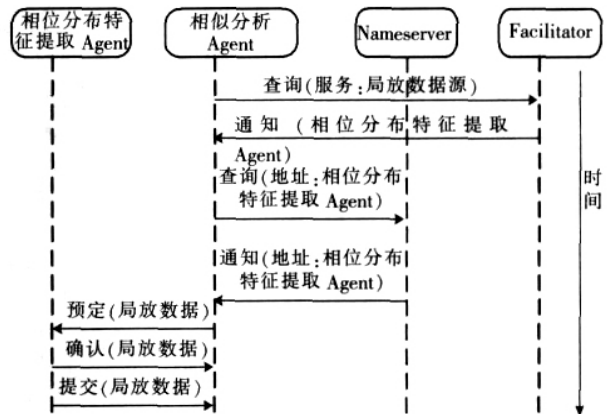 相位分布特
征提取 Agent
相似分析
Agent
Nameserver
Facilitator
查询(服务:局放数据源)
通知 (相位分布特征提取
Agent)
查询(地址:相位分布
特征提取 Agent)
时
间
通知(地址:相位分布
特征提取 Agent)
预定(局放数据)
确认(局放数据)
提交(局放数据)